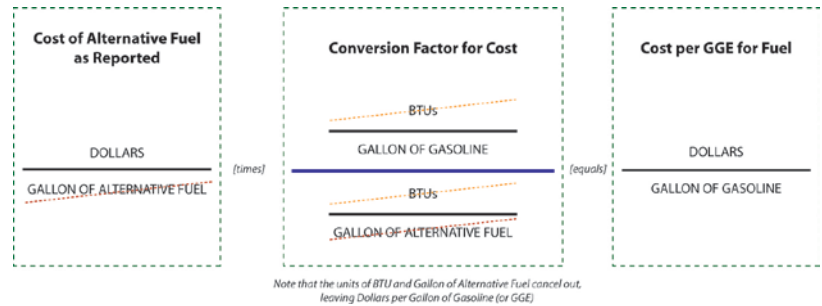 Cost of Alternative Fuel
as Reported
DOLLARS
GALLON OF ALTERNATIVE FUEL
[times]
Conversion Factor for Cost
BTUs
GALLON OF GASOLINE
BTUs
GALLON OF ALTERNATIVE FUEL
[equals]
Cost per GGE for Fuel
DOLLARS
GALLON OF GASOLINE
Note that the units of BTU and Gallon of Alternative Fuel cancel out,
leaving Dollars per Gallon of Gasoline (or GGE)